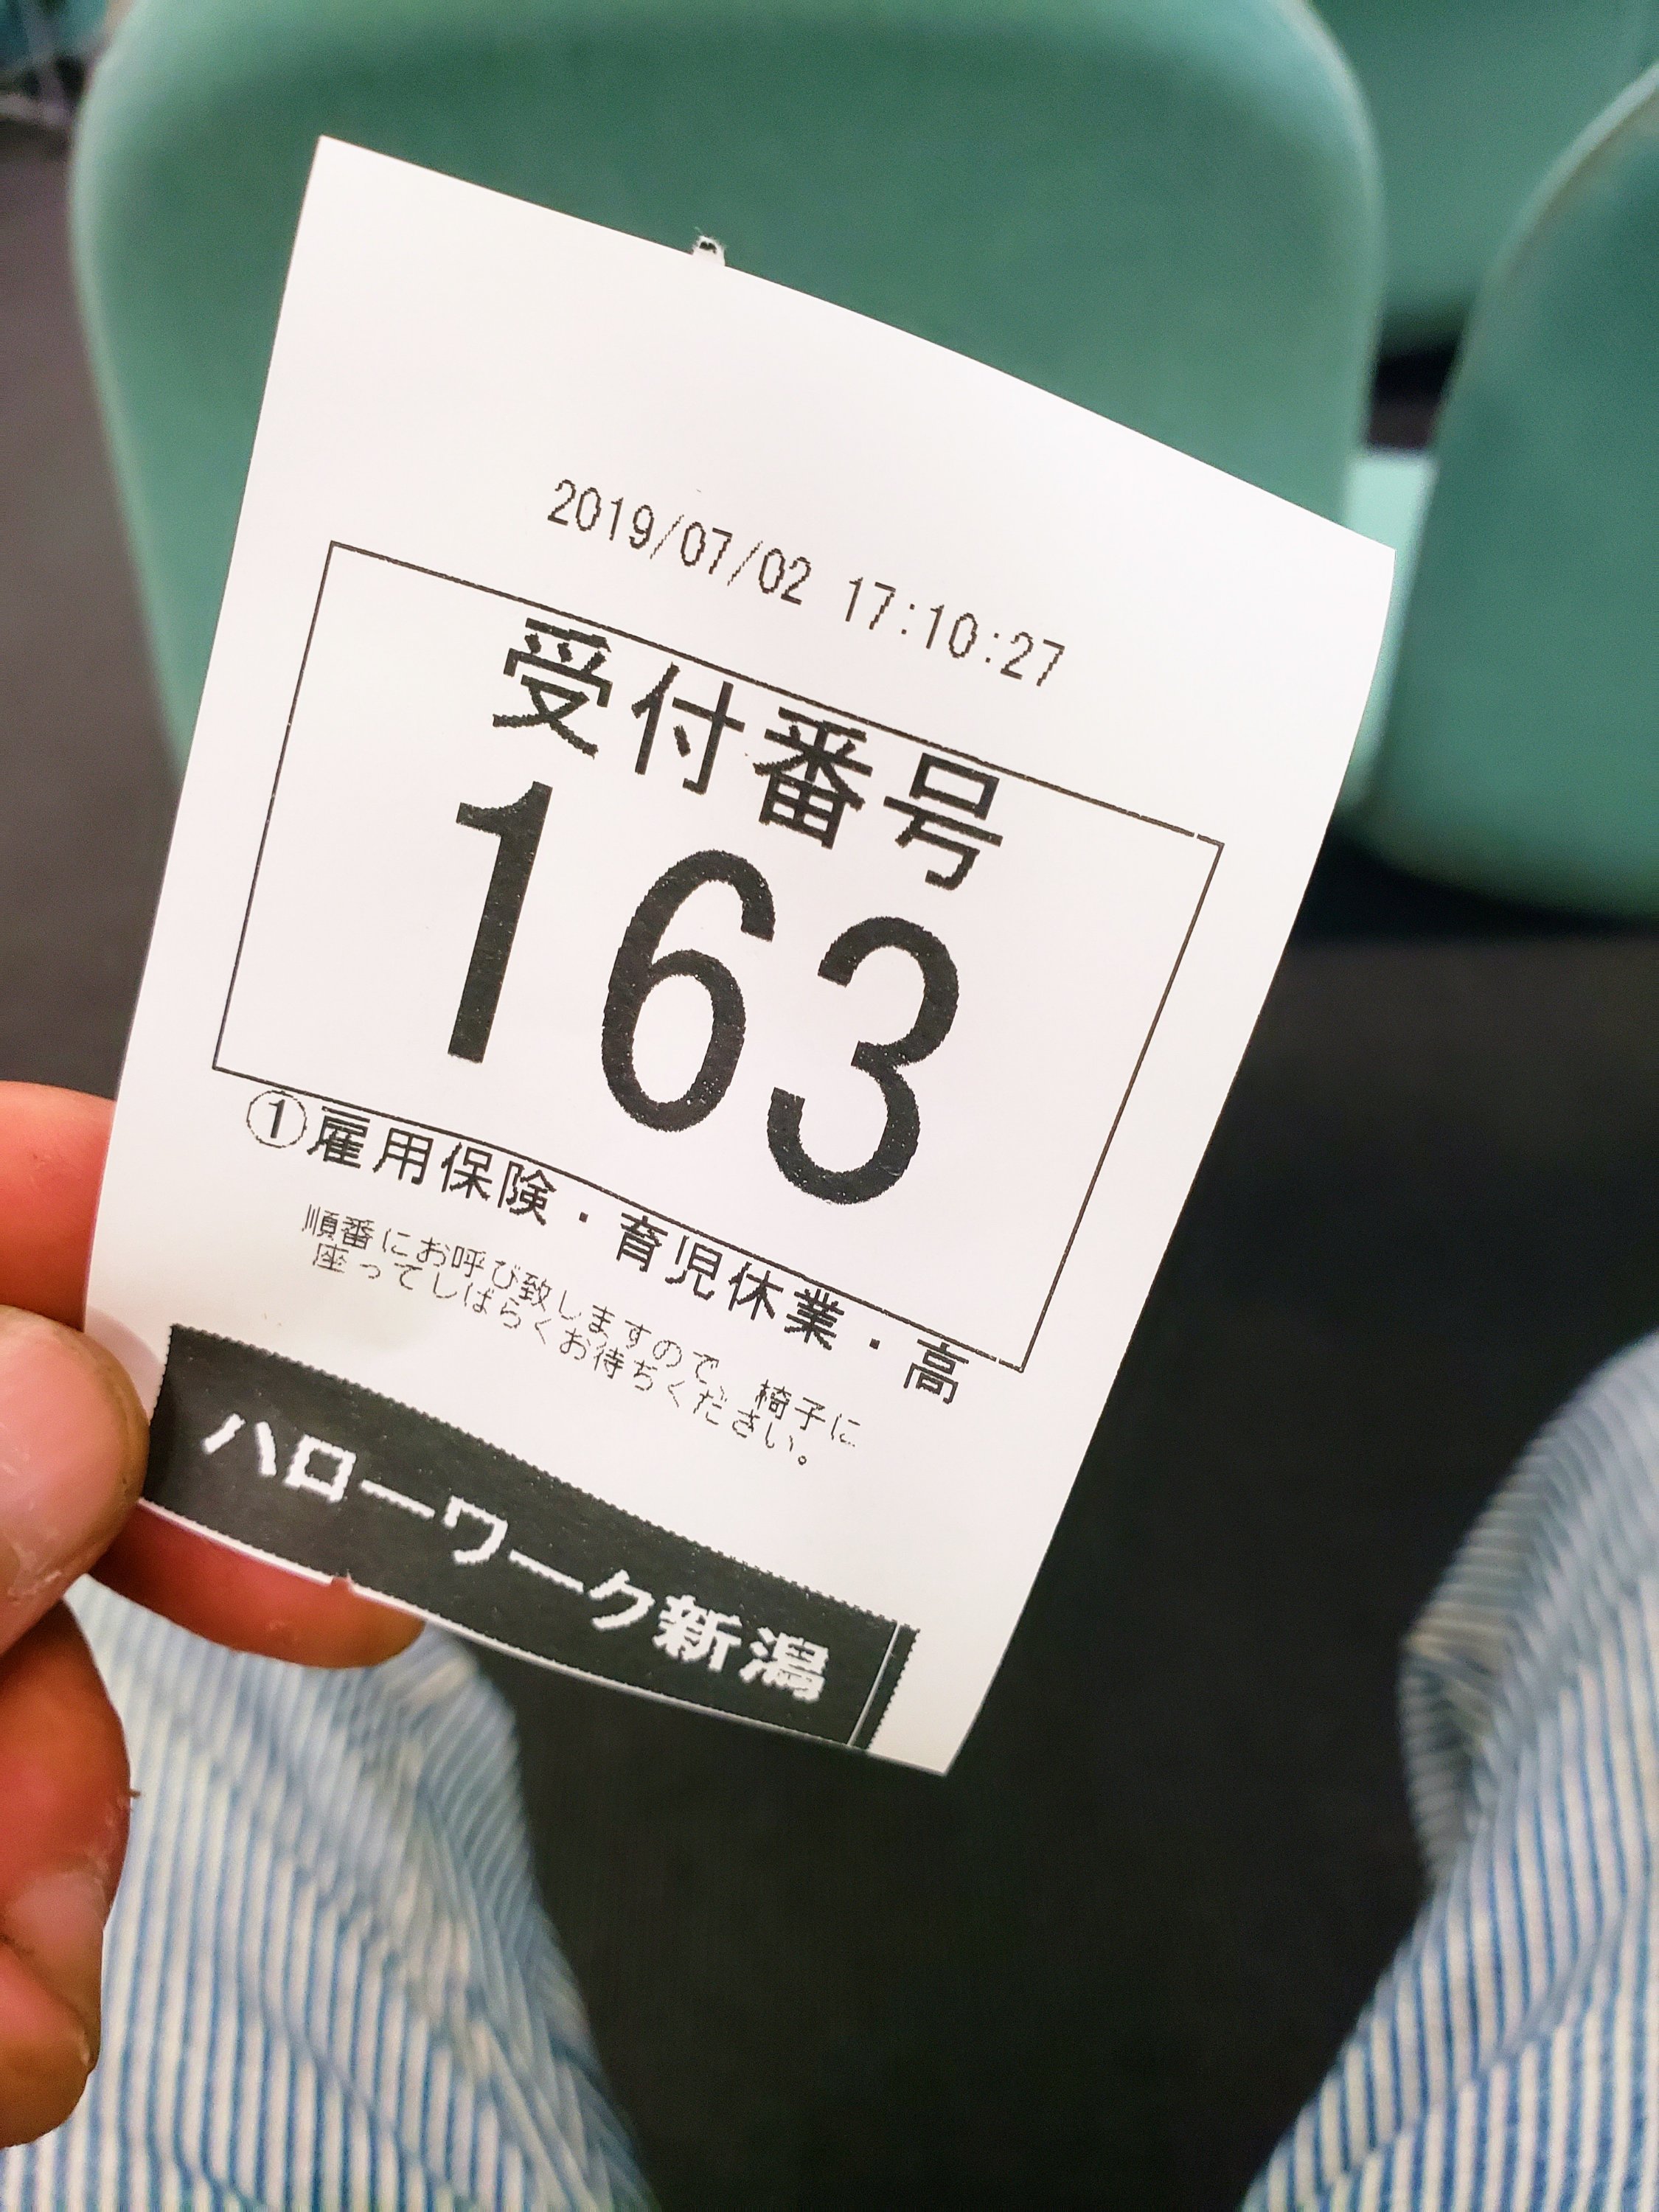 2019/07/02 17:10:27
受付番号
163
①雇用保険・育児休業・高
順番にお呼び致しますので、椅子に
座ってしばらくお待ちください。
ハローワーク新潟